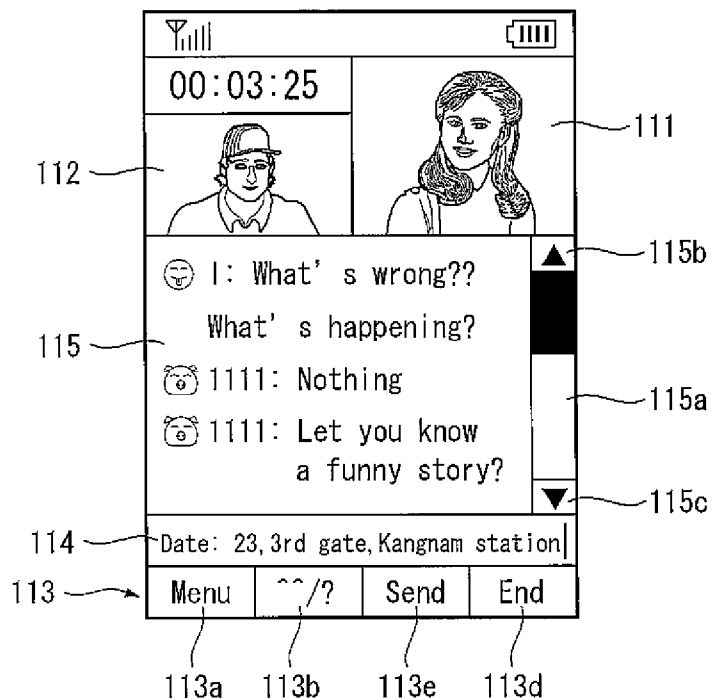 00:03:25
111
112
115b
I: What's wrong??
What's happening?
115
1111: Nothing
115a
1111: Let you know
a funny story?
115c
114
Date: 23,3rd gate,Kangnam station
113
Menu ^^/? Send End
113a 113b 113e 113d